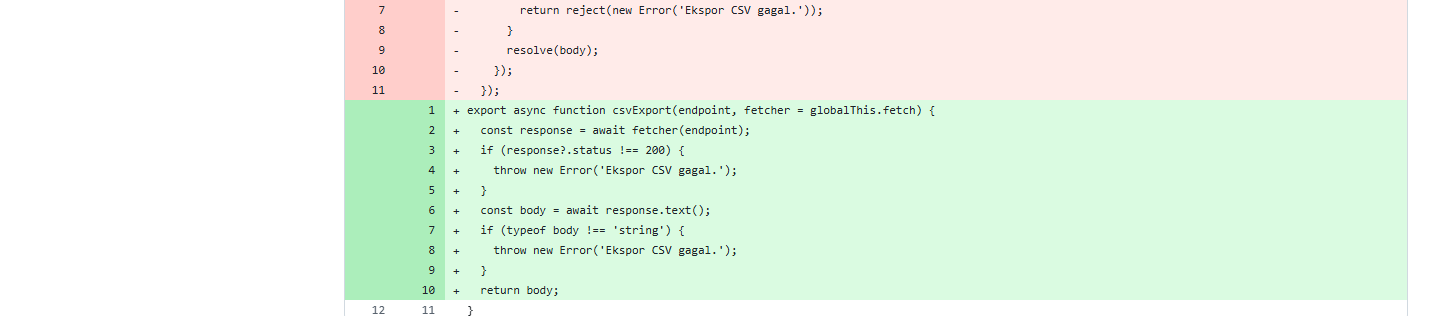 7 - return reject(new Error('Ekspor CSV gagal.'));
8 - }
9 - resolve(body);
10 - });
11 - });
1 + export async function csvExport(endpoint, fetcher = globalThis.fetch) {
2 + const response = await fetcher(endpoint);
3 + if (response?.status !== 200) {
4 + throw new Error('Ekspor CSV gagal.');
5 + }
6 + const body = await response.text();
7 + if (typeof body !== 'string') {
8 + throw new Error('Ekspor CSV gagal.');
9 + }
10 + return body;
12 11 }